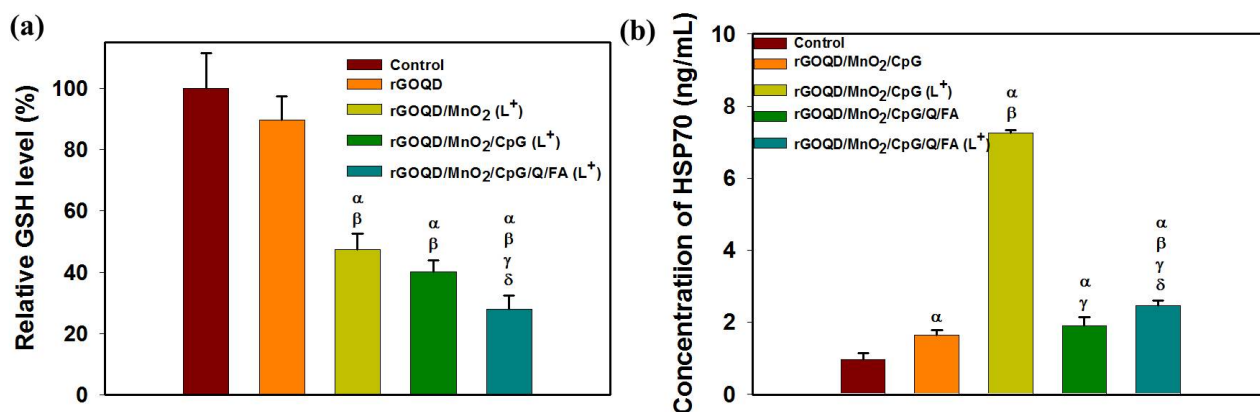 (a)
Relative GSH level (%)
100
80
60
40
20
0
Control
rGOQD
rGOQD/MnO₂ (L⁺)
rGOQD/MnO₂/CpG (L⁺)
rGOQD/MnO₂/CpG/Q/FA (L⁺)
α
β
α
β
α
β
γ
δ
(b)
Concentratiion of HSP70 (ng/mL)
10
8
6
4
2
0
Control
rGOQD/MnO₂/CpG
rGOQD/MnO₂/CpG (L⁺)
rGOQD/MnO₂/CpG/Q/FA
rGOQD/MnO₂/CpG/Q/FA (L⁺)
α
α
β
α
γ
α
β
γ
δ